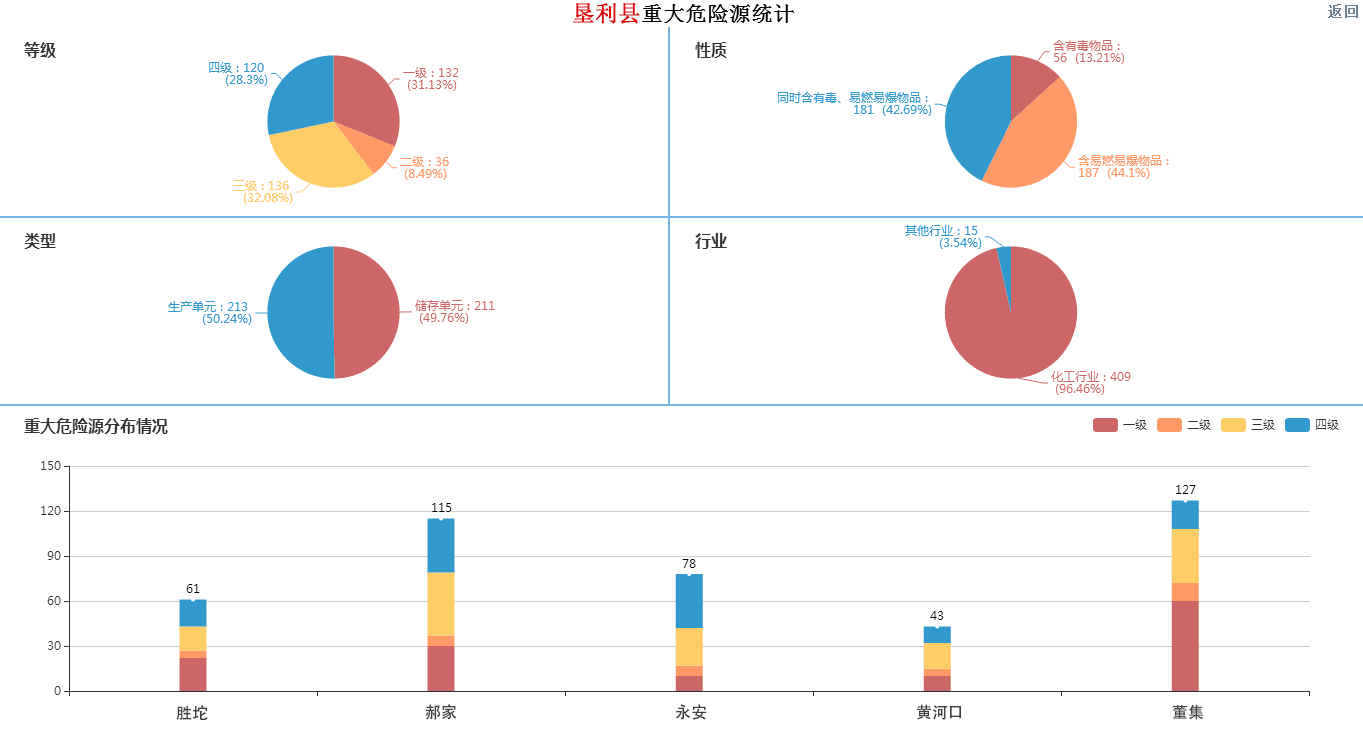 垦利县重大危险源统计
返回
等级
四级：120
(28.3%)
一级：132
(31.13%)
二级：36
(8.49%)
三级：136
(32.08%)
性质
含有毒物品：
56 (13.21%)
同时含有毒、易燃易爆物品：
181 (42.69%)
含易燃易爆物品：
187 (44.1%)
类型
生产单元：213
(50.24%)
储存单元：211
(49.76%)
行业
其他行业：15
(3.54%)
化工行业：409
(96.46%)
重大危险源分布情况
一级 二级 三级 四级
150
120
90
60
30
0
61
115
78
43
127
胜坨 郝家 永安 黄河口 董集